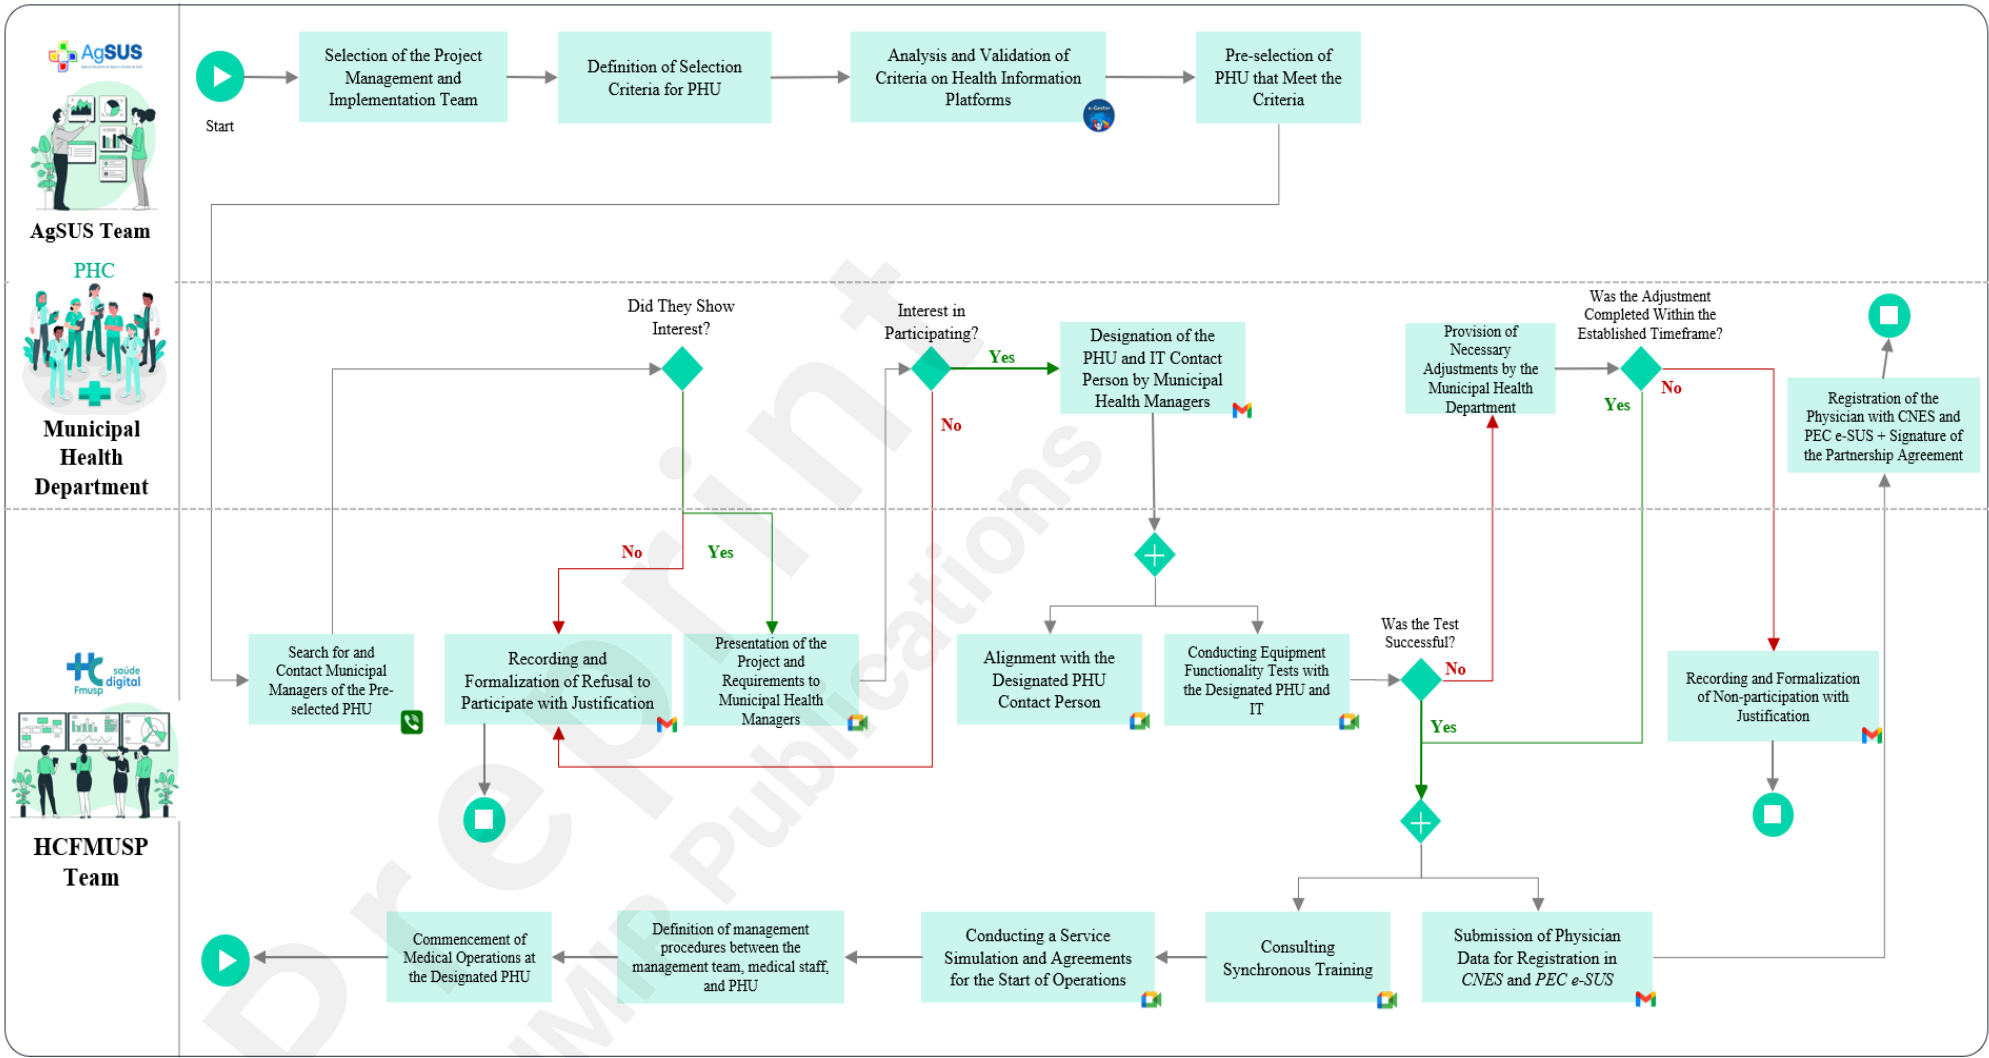 AgSUS
AgSUS Team
Start
Selection of the Project
Management and
Implementation Team
Definition of Selection
Criteria for PHU
Analysis and Validation of
Criteria on Health Information
Platforms
e-Gestor
Pre-selection of
PHU that Meet the
Criteria
PHC
Municipal
Health
Department
Did They Show
Interest?
Interest in
Participating?
Yes
No
Designation of the
PHU and IT Contact
Person by Municipal
Health Managers
Provision of
Necessary
Adjustments by the
Municipal Health
Department
Was the Adjustment
Completed Within the
Established Timeframe?
No
Yes
Registration of the
Physician with CNES and
PEC e-SUS + Signature of
the Partnership Agreement
No
Yes
HC
Fmusp
saúde
digital
HCFMUSP
Team
Search for and
Contact Municipal
Managers of the Pre-
selected PHU
Recording and
Formalization of Refusal to
Participate with Justification
Presentation of the
Project and
Requirements to
Municipal Health
Managers
Alignment with the
Designated PHU
Contact Person
Conducting Equipment
Functionality Tests with
the Designated PHU and
IT
Was the Test
Successful?
No
Yes
Recording and Formalization
of Non-participation with
Justification
Commencement of
Medical Operations at
the Designated PHU
Definition of management
procedures between the
management team, medical staff,
and PHU
Conducting a Service
Simulation and Agreements
for the Start of Operations
Consulting
Synchronous Training
Submission of Physician
Data for Registration in
CNES and PEC e-SUS
Preprint
JMIR Publications